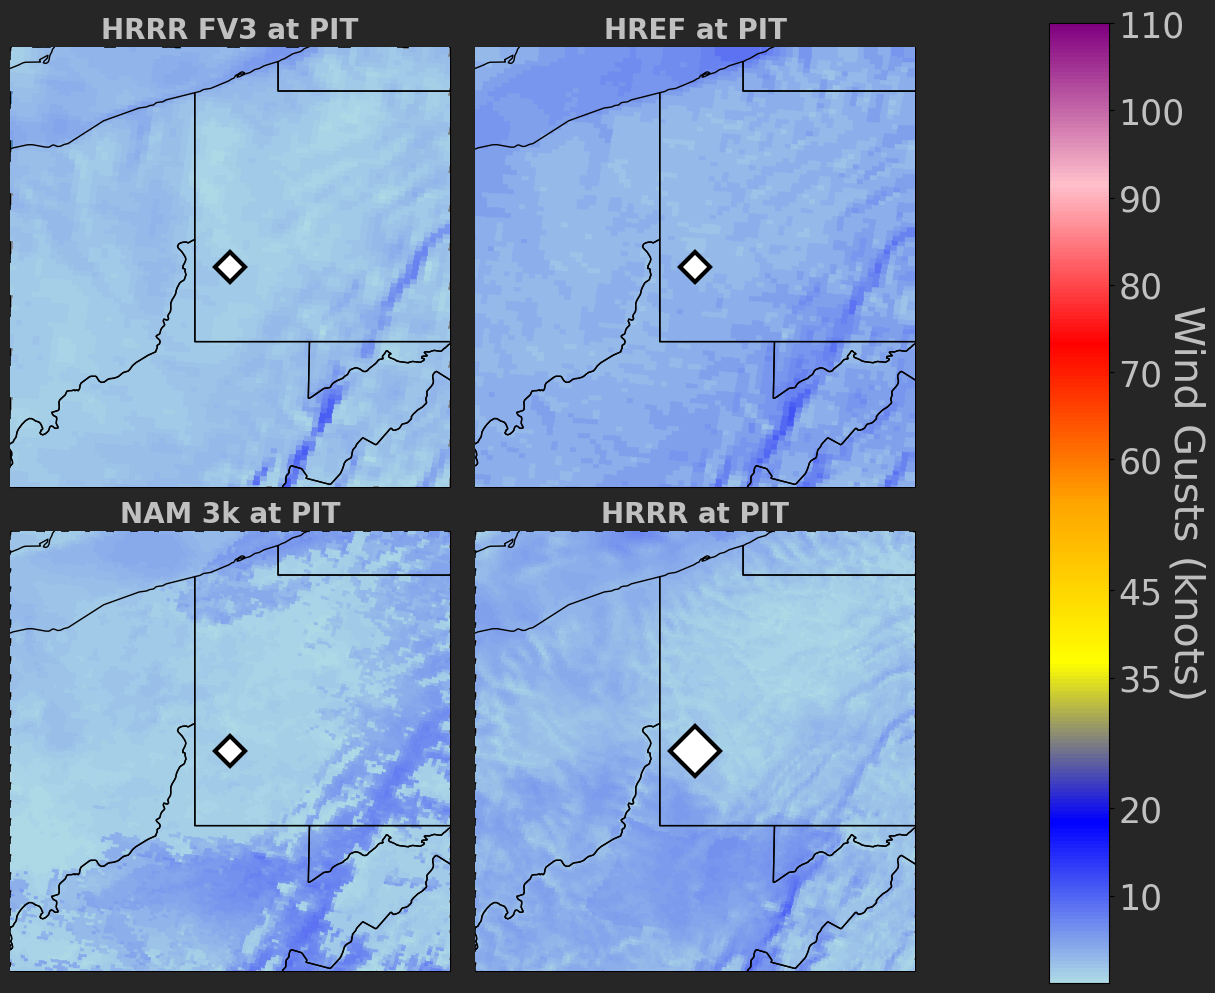 HRRR FV3 at PIT
HREF at PIT
NAM 3k at PIT
HRRR at PIT
110
100
90
80
70
60
45
35
20
10
Wind Gusts (knots)